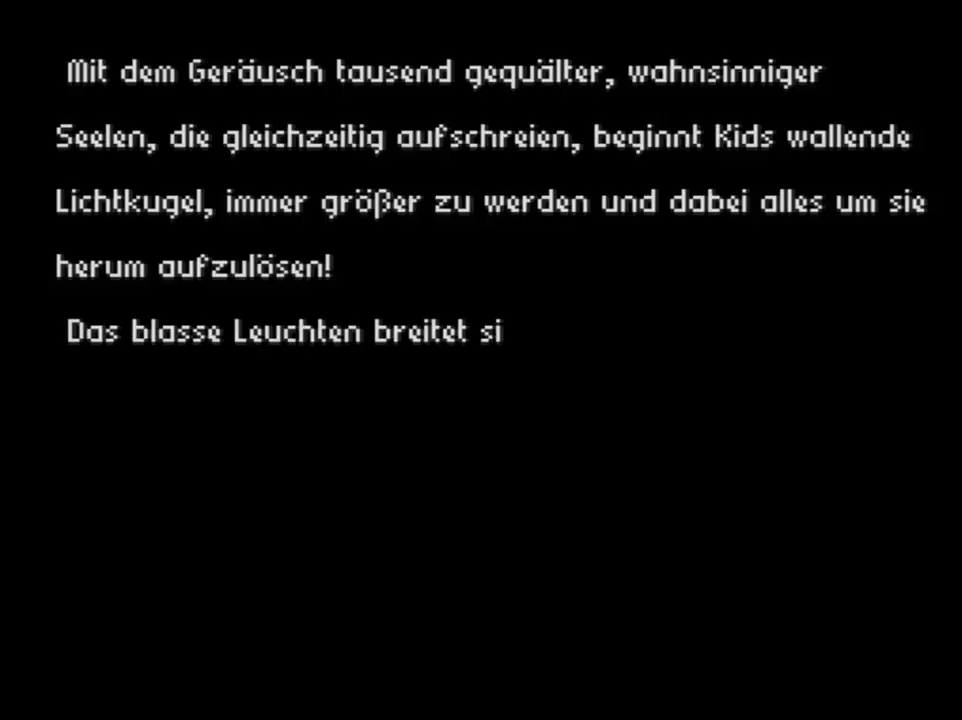 Mit dem Geräusch tausend gequälter, wahnsinniger
Seelen, die gleichzeitig aufschreien, beginnt Kids wallende
Lichtkugel, immer größer zu werden und dabei alles um sie
herum aufzulösen!
Das blasse Leuchten breitet si